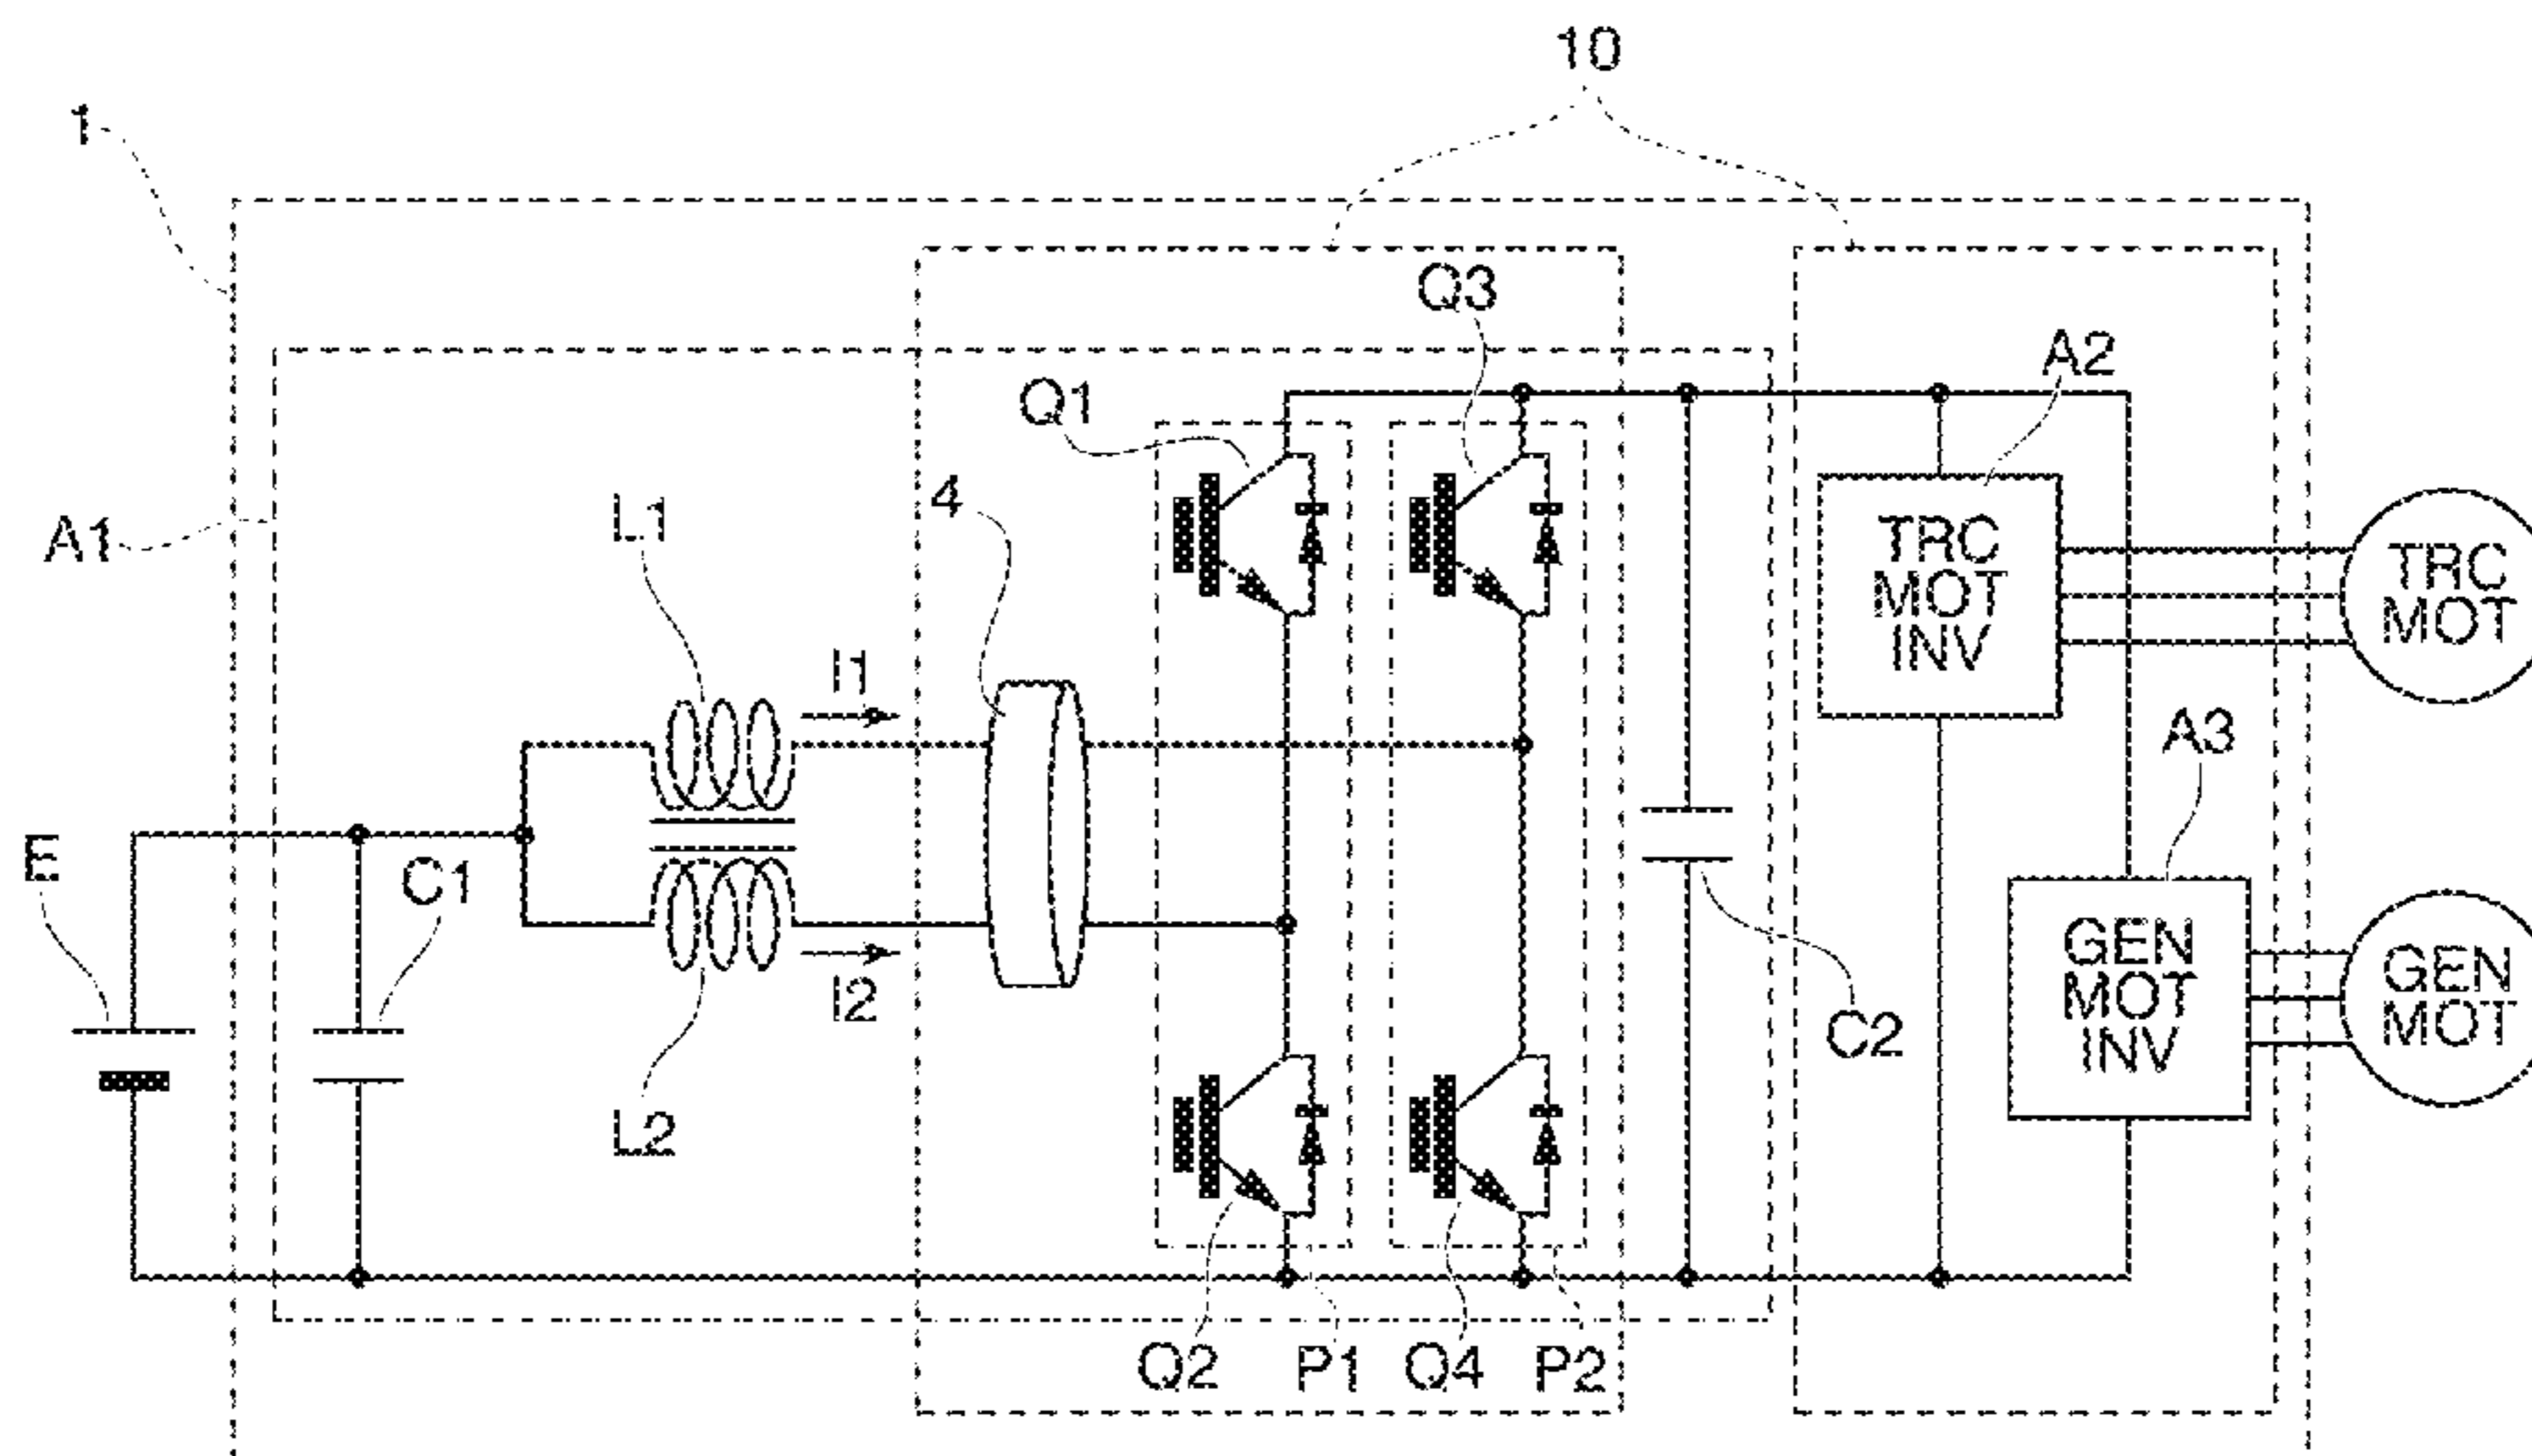 10
1
Q3
A2
Q1
4
A1
L1
TRC
MOT
INV
TRC
MOT
I1
A3
E
C1
GEN
MOT
INV
GEN
MOT
I2
C2
L2
Q2
P1
Q4
P2